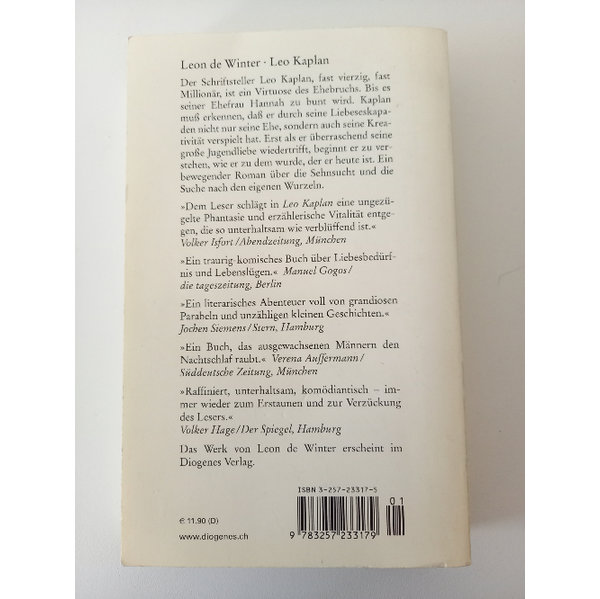 Leon de Winter · Leo Kaplan
Der Schriftsteller Leo Kaplan, fast vierzig, fast
Millionär, ist ein Virtuose des Ehebruchs. Bis es
seiner Ehefrau Hannah zu bunt wird. Kaplan
muß erkennen, daß er durch seine Liebeseskapa-
den nicht nur seine Ehe, sondern auch seine Krea-
tivität verspielt hat. Erst als er überraschend seine
große Jugendliebe wiedertrifft, beginnt er zu ver-
stehen, wie er zu dem wurde, der er heute ist. Ein
bewegender Roman über die Sehnsucht und die
Suche nach den eigenen Wurzeln.
»Dem Leser schlägt in Leo Kaplan eine ungezü-
gelte Phantasie und erzählerische Vitalität entge-
gen, die so unterhaltsam wie verblüffend ist.«
Volker Isfort/Abendzeitung, München
»Ein traurig-komisches Buch über Liebesbedürf-
nis und Lebenslügen.« Manuel Gogos/
die tageszeitung, Berlin
»Ein literarisches Abenteuer voll von grandiosen
Parabeln und unzähligen kleinen Geschichten.«
Jochen Siemens/Stern, Hamburg
»Ein Buch, das ausgewachsenen Männern den
Nachtschlaf raubt.« Verena Auffermann/
Süddeutsche Zeitung, München
»Raffiniert, unterhaltsam, komödiantisch – im-
mer wieder zum Erstaunen und zur Verzückung
des Lesers.«
Volker Hage/Der Spiegel, Hamburg
Das Werk von Leon de Winter erscheint im
Diogenes Verlag.
ISBN 3-257-23317-5
01
€ 11.90 (D)
www.diogenes.ch
9 783257 233179